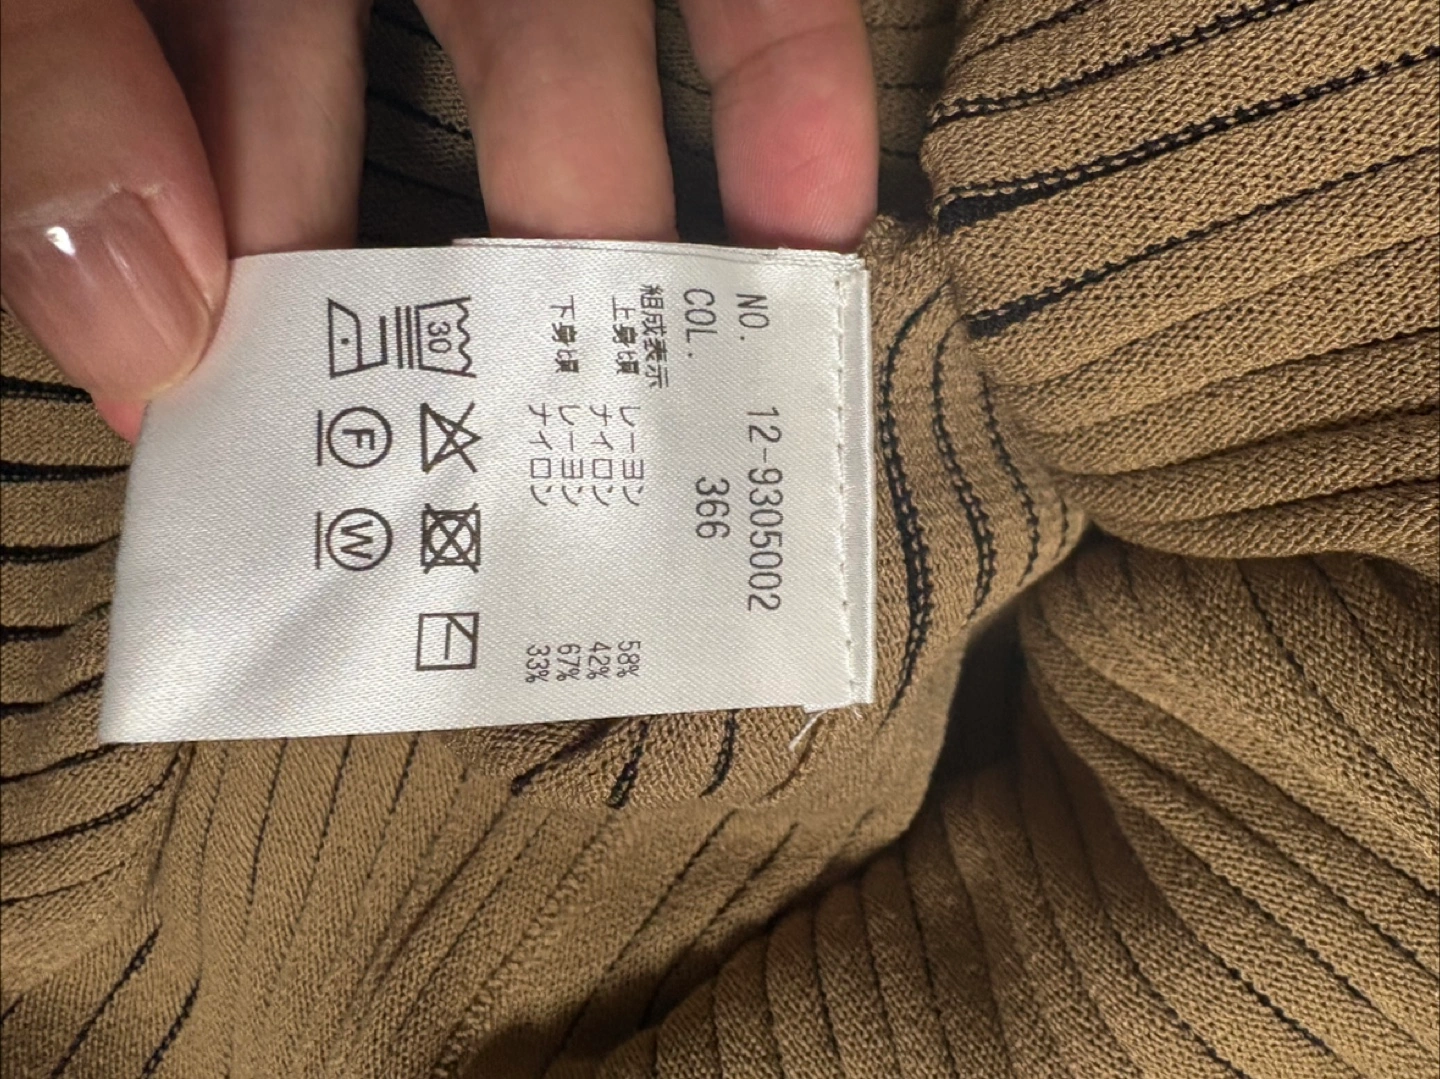 NO. 12-9305002
COL. 366
組成表示
上身頃 レーヨン 58%
ナイロン 42%
下身頃 レーヨン 67%
ナイロン 33%
30
F W